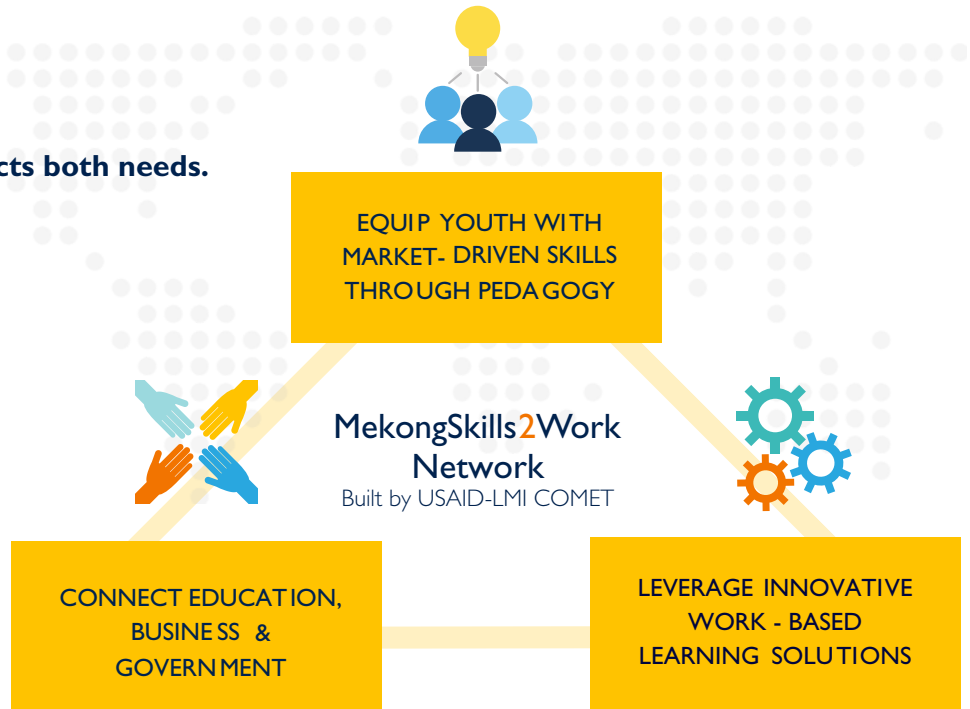 cts both needs.
EQUIP YOUTH WITH
MARKET- DRIVEN SKILLS
THROUGH PEDAGOGY
MekongSkills2Work
Network
Built by USAID-LMI COMET
CONNECT EDUCATION,
BUSINESS &
GOVERNMENT
LEVERAGE INNOVATIVE
WORK - BASED
LEARNING SOLUTIONS